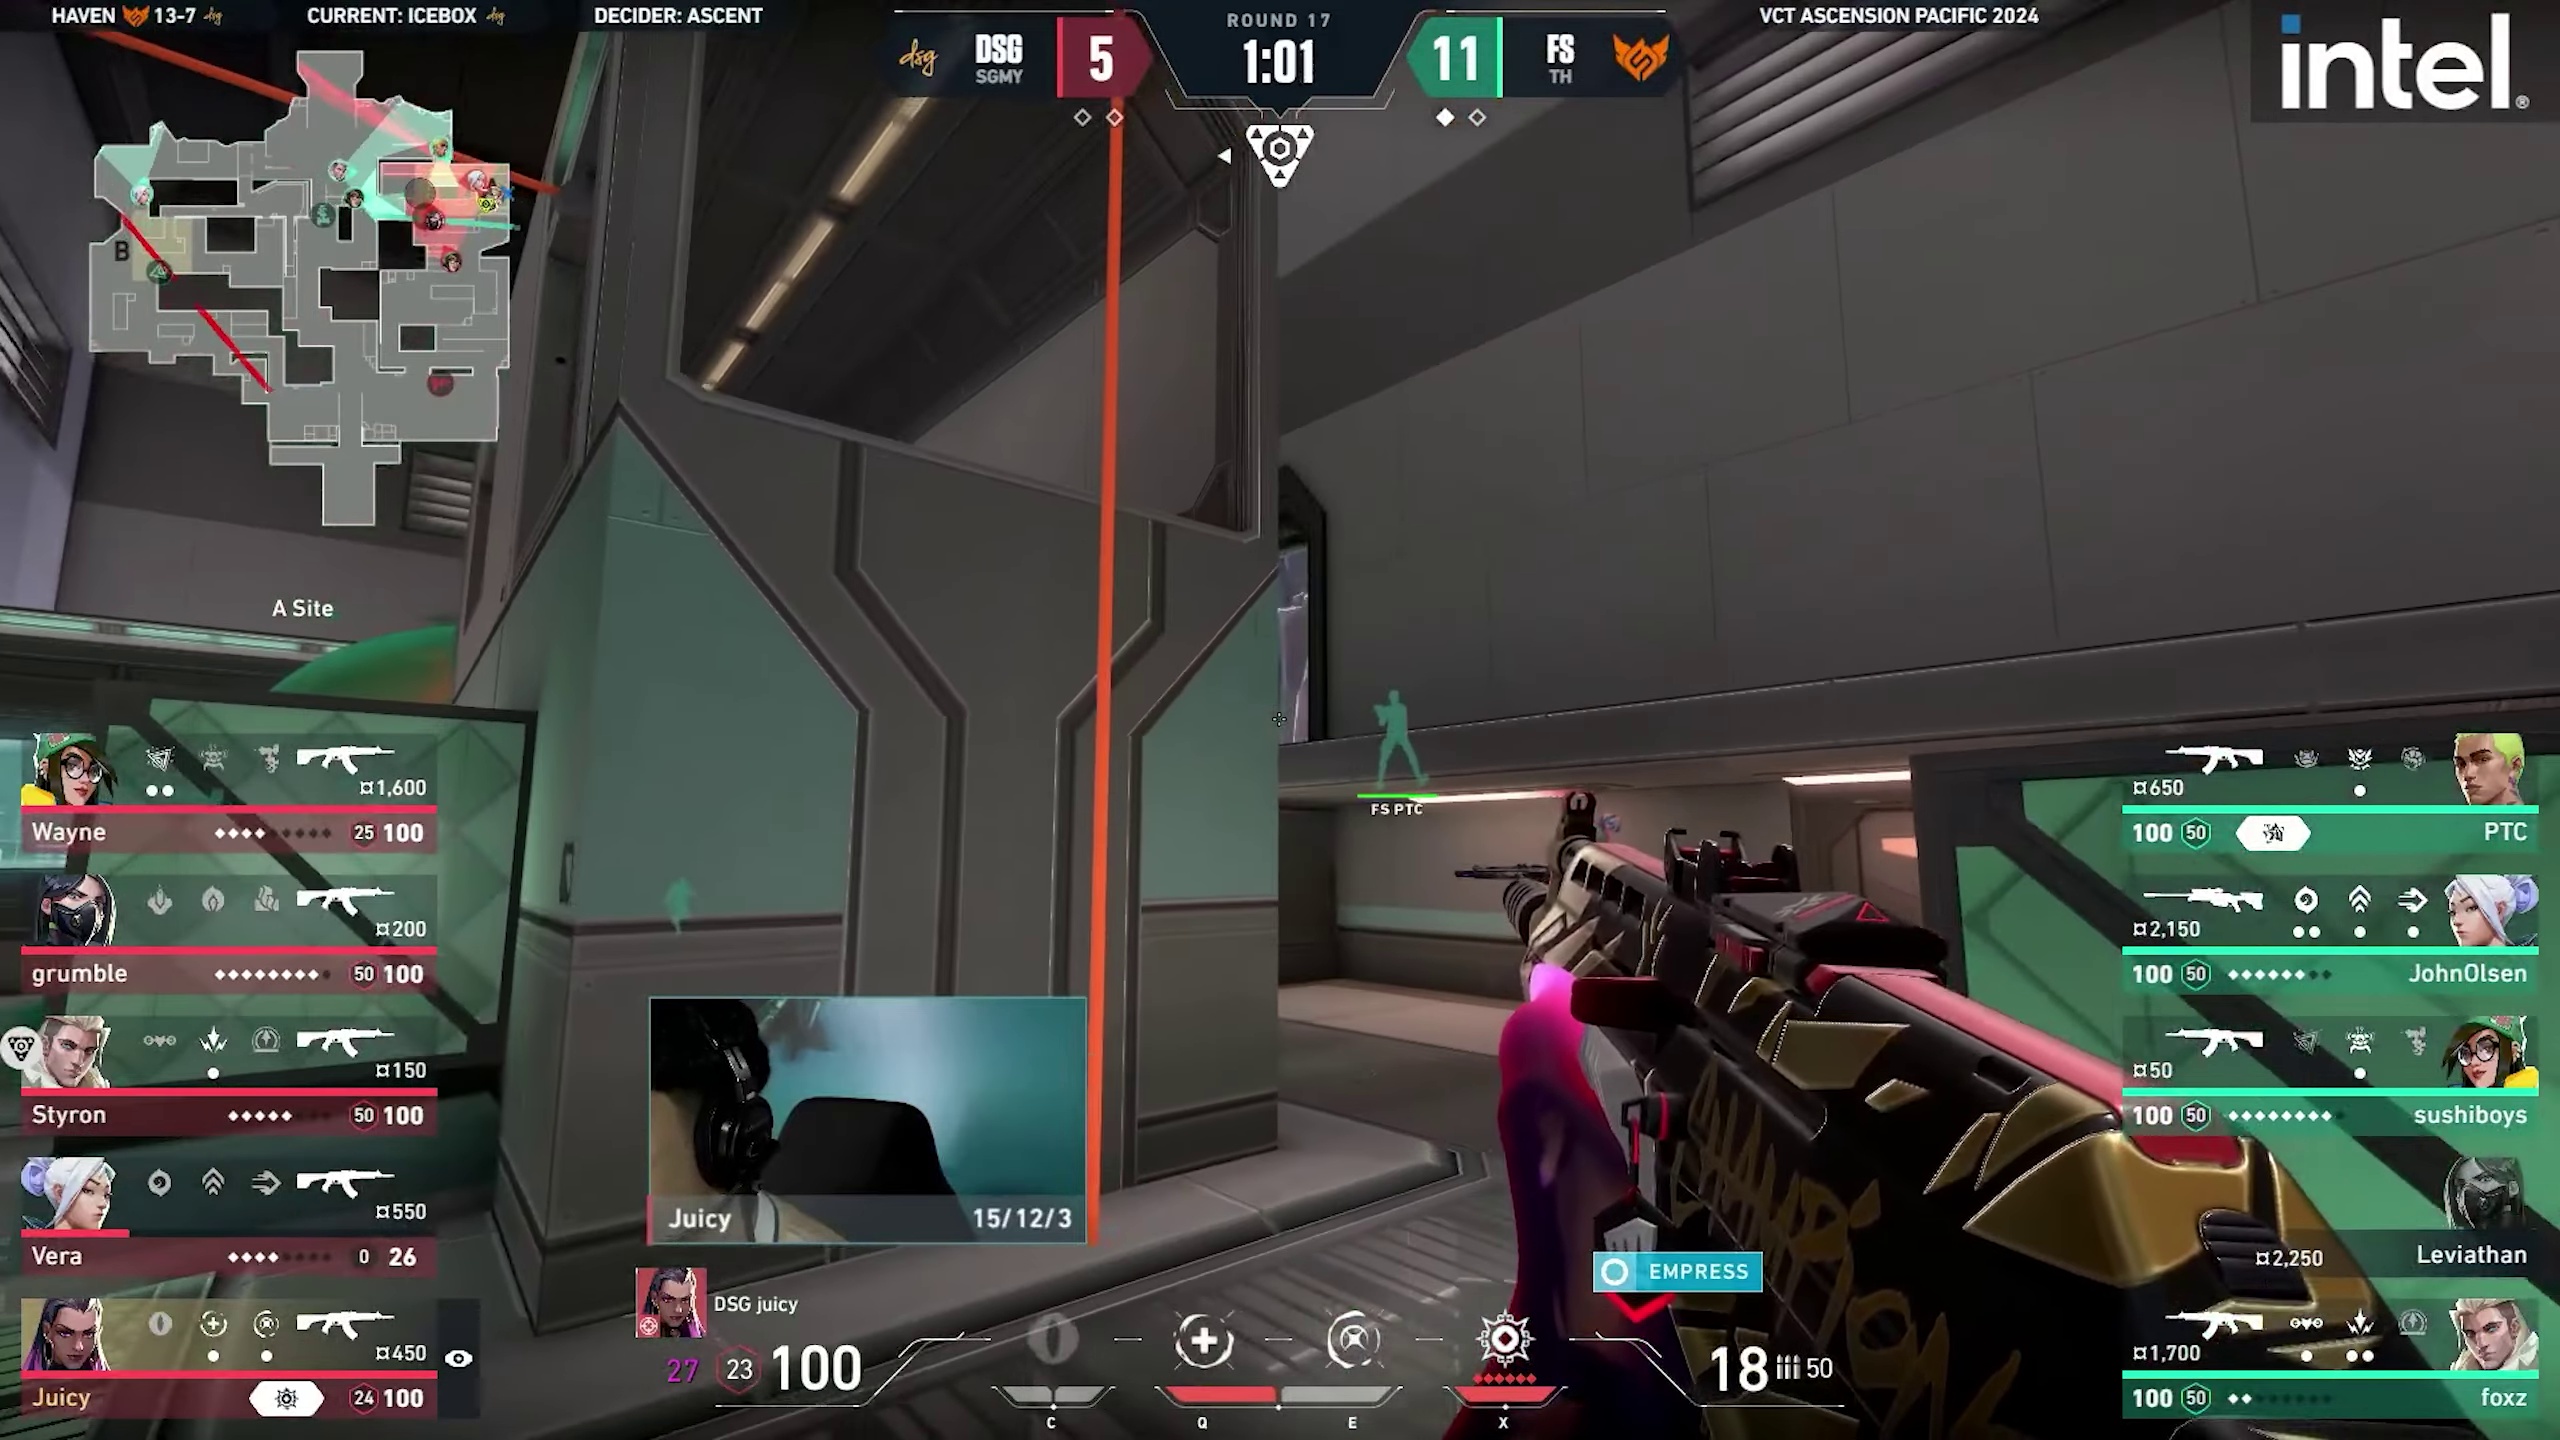 HAVEN 13-7 dsg
CURRENT: ICEBOX dsg
DECIDER: ASCENT
dsg
DSG
SGMY
5
ROUND 17
1:01
11
FS
TH
VCT ASCENSION PACIFIC 2024
intel®
B
A Site
FS PTC
¤1,600
Wayne
25 100
¤200
grumble
50 100
¤150
Styron
50 100
¤550
Vera
0 26
¤450
Juicy
24 100
¤650
100 50
PTC
¤2,150
100 50
JohnOlsen
¤50
100 50
sushiboys
¤2,250
Leviathan
¤1,700
100 50
foxz
Juicy 15/12/3
DSG juicy
27 23 100
C
Q
E
X
EMPRESS
18 50